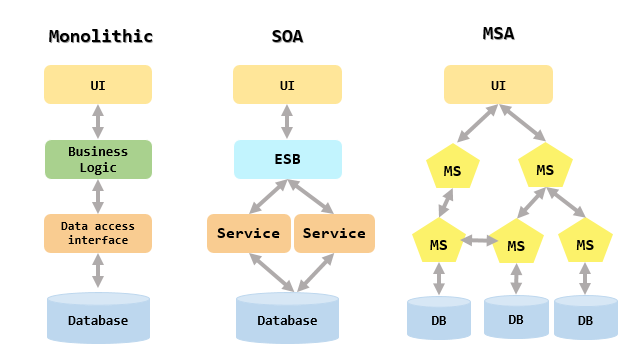 Monolithic
UI
Business
Logic
Data access
interface
Database
SOA
UI
ESB
Service
Service
Database
MSA
UI
MS
MS
MS
MS
MS
DB
DB
DB